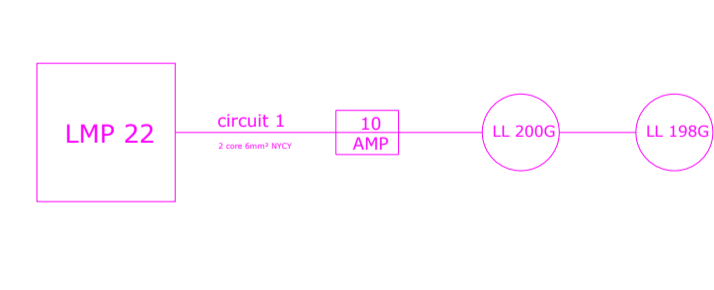 LMP 22
circuit 1
2 core 6mm² NYCY
10
AMP
LL 200G
LL 198G